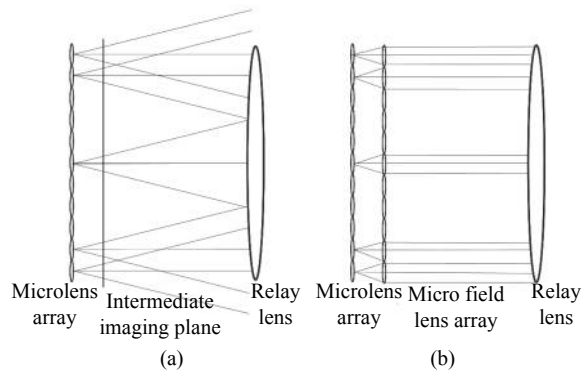 Microlens
array
Intermediate
imaging plane
Relay
lens
(a)
Microlens
array
Micro field
lens array
Relay
lens
(b)